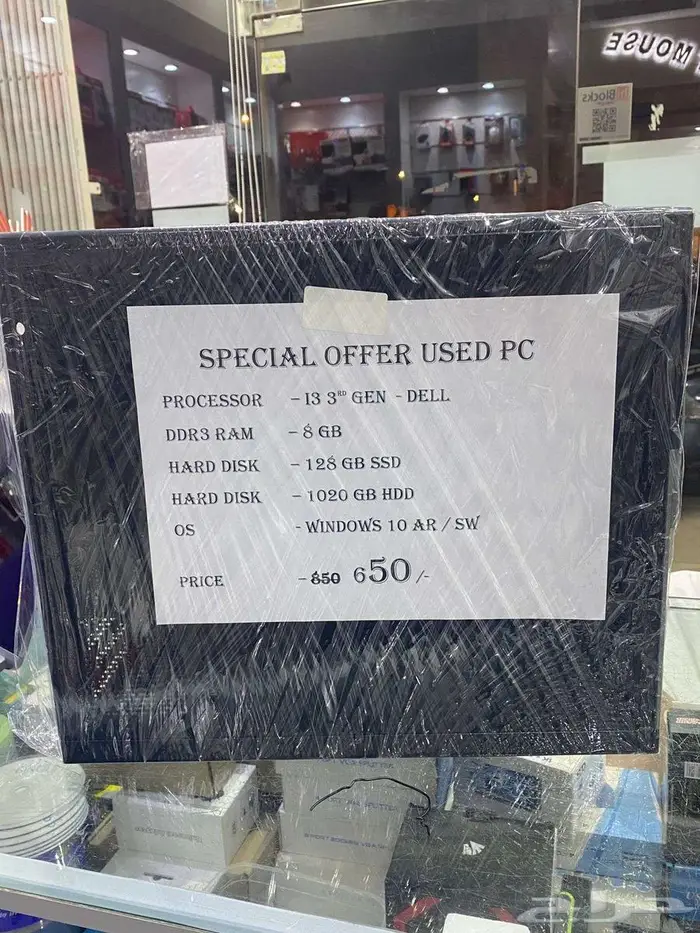 MOUSE
Blocks
SPECIAL OFFER USED PC
PROCESSOR - I3 3RD GEN - DELL
DDR3 RAM - 8 GB
HARD DISK - 128 GB SSD
HARD DISK - 1020 GB HDD
OS - WINDOWS 10 AR / SW
PRICE - 850 650 /-